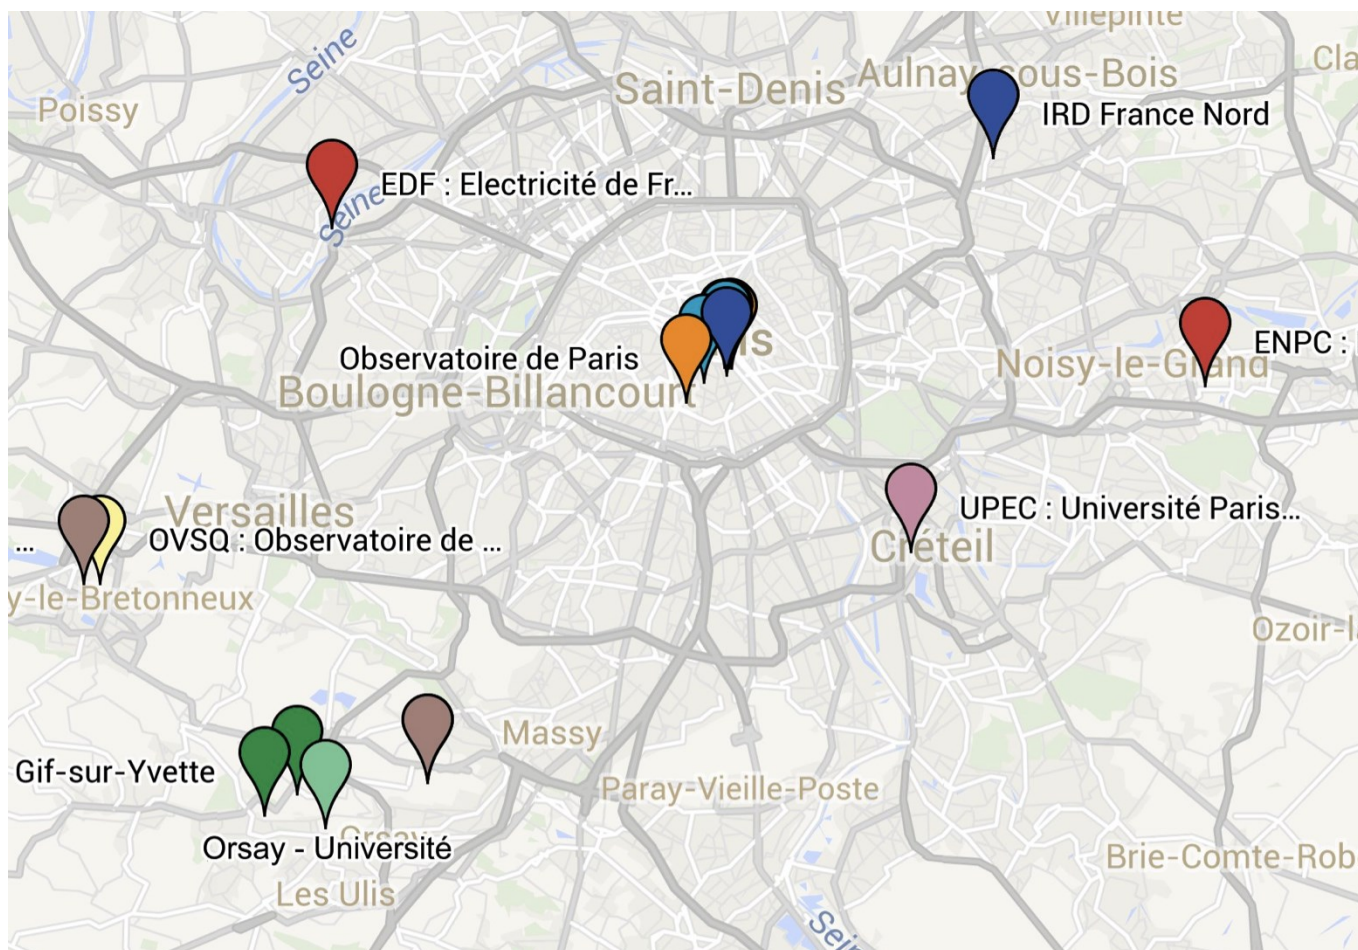 Villepinte
Seine
Cla
Saint-Denis
Aulnay-sous-Bois
Poissy
IRD France Nord
EDF : Electricité de Fr...
Seine
Observatoire de Paris
ENPC :
Noisy-le-Grand
Boulogne-Billancourt
Versailles
UPEC : Université Paris...
...
OVSQ : Observatoire de ...
Créteil
y-le-Bretonneux
Ozoir-l
Massy
Gif-sur-Yvette
Paray-Vieille-Poste
Orsay
Orsay - Université
Brie-Comte-Rob
Les Ulis
Sei